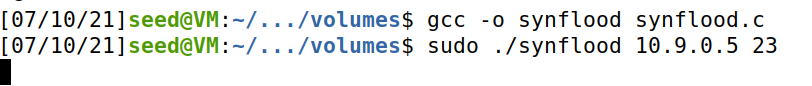 [07/10/21]seed@VM:~/.../volumes$ gcc -o synflood synflood.c
[07/10/21]seed@VM:~/.../volumes$ sudo ./synflood 10.9.0.5 23